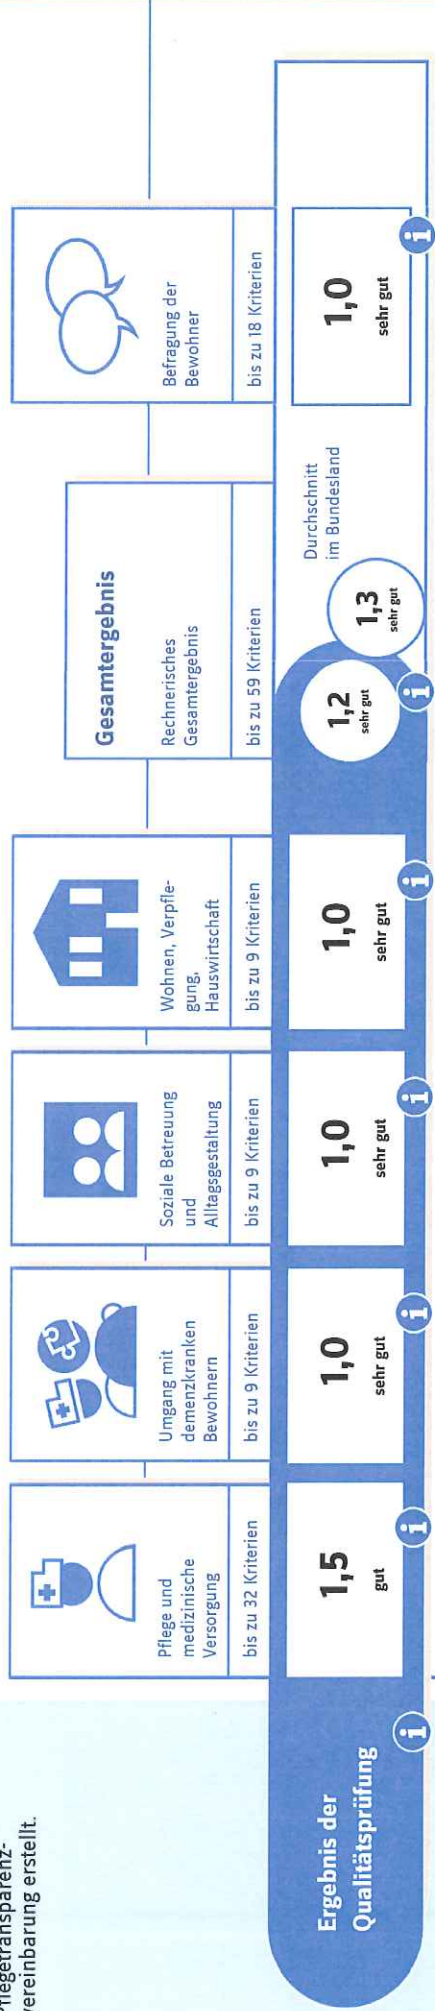 Pflegetransparenz-
vereinbarung erstellt.
Ergebnis der
Qualitätsprüfung
Pflege und
medizinische
Versorgung
bis zu 32 Kriterien
1,5
gut
Umgang mit
demenzkranken
Bewohnern
bis zu 9 Kriterien
1,0
sehr gut
Soziale Betreuung
und
Alltagsgestaltung
bis zu 9 Kriterien
1,0
sehr gut
Wohnen, Verpfle-
gung,
Hauswirtschaft
bis zu 9 Kriterien
1,0
sehr gut
Gesamtergebnis
Rechnerisches
Gesamtergebnis
bis zu 59 Kriterien
1,2
sehr gut
1,3
sehr gut
Durchschnitt
im Bundesland
Befragung der
Bewohner
bis zu 18 Kriterien
1,0
sehr gut